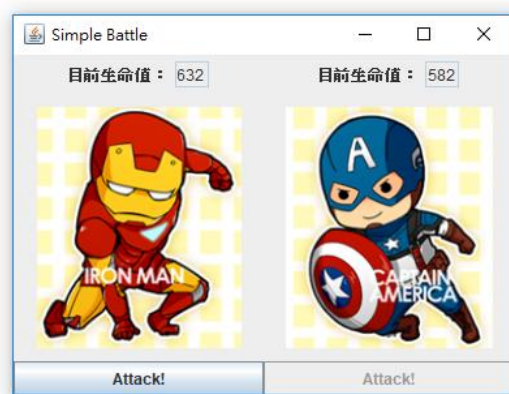 Simple Battle
目前生命值： 632
目前生命值： 582
A
IRON MAN
CAPTAIN
AMERICA
Attack!
Attack!